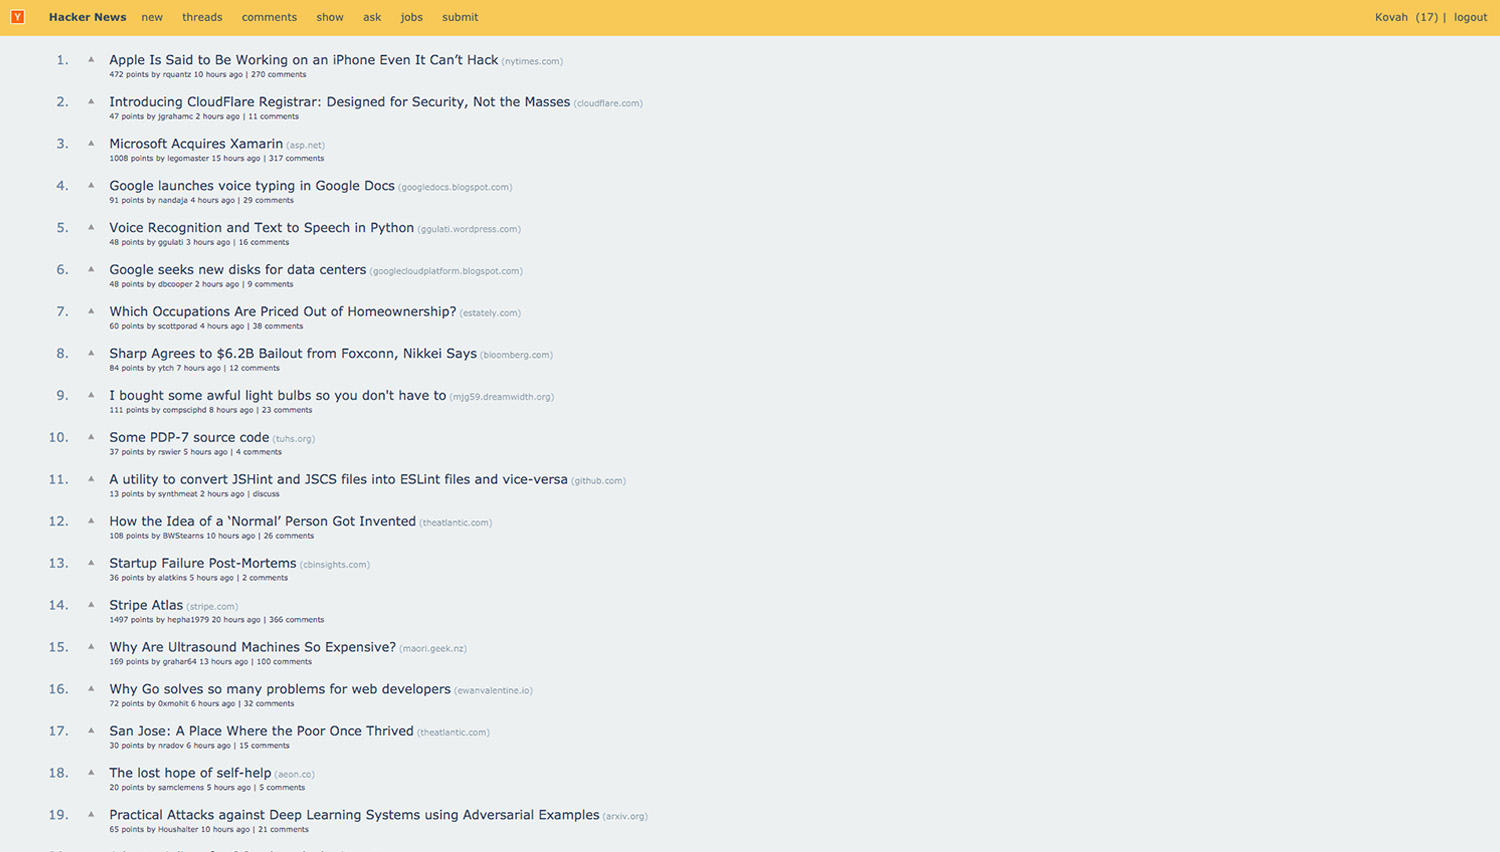 Y Hacker News new threads comments show ask jobs submit Kovah (17) | logout
1. Apple Is Said to Be Working on an iPhone Even It Can’t Hack (nytimes.com)
472 points by rquantz 10 hours ago | 270 comments
2. Introducing CloudFlare Registrar: Designed for Security, Not the Masses (cloudflare.com)
47 points by jgrahamc 2 hours ago | 11 comments
3. Microsoft Acquires Xamarin (asp.net)
1008 points by legomaster 15 hours ago | 317 comments
4. Google launches voice typing in Google Docs (googledocs.blogspot.com)
91 points by nandaja 4 hours ago | 29 comments
5. Voice Recognition and Text to Speech in Python (ggulati.wordpress.com)
48 points by ggulati 3 hours ago | 16 comments
6. Google seeks new disks for data centers (googlecloudplatform.blogspot.com)
48 points by dbcooper 2 hours ago | 9 comments
7. Which Occupations Are Priced Out of Homeownership? (estately.com)
60 points by scottporad 4 hours ago | 38 comments
8. Sharp Agrees to $6.2B Bailout from Foxconn, Nikkei Says (bloomberg.com)
84 points by ytch 7 hours ago | 12 comments
9. I bought some awful light bulbs so you don't have to (mjg59.dreamwidth.org)
111 points by compsciphd 8 hours ago | 23 comments
10. Some PDP-7 source code (tuhs.org)
37 points by rswier 5 hours ago | 4 comments
11. A utility to convert JSHint and JSCS files into ESLint files and vice-versa (github.com)
13 points by synthmeat 2 hours ago | discuss
12. How the Idea of a ‘Normal’ Person Got Invented (theatlantic.com)
108 points by BWStearns 10 hours ago | 26 comments
13. Startup Failure Post-Mortems (cbinsights.com)
36 points by alatkins 5 hours ago | 2 comments
14. Stripe Atlas (stripe.com)
1497 points by hepha1979 20 hours ago | 366 comments
15. Why Are Ultrasound Machines So Expensive? (maori.geek.nz)
169 points by grahar64 13 hours ago | 100 comments
16. Why Go solves so many problems for web developers (ewanvalentine.io)
72 points by 0xmohit 6 hours ago | 32 comments
17. San Jose: A Place Where the Poor Once Thrived (theatlantic.com)
30 points by nradov 6 hours ago | 15 comments
18. The lost hope of self-help (aeon.co)
20 points by samclemens 5 hours ago | 5 comments
19. Practical Attacks against Deep Learning Systems using Adversarial Examples (arxiv.org)
65 points by Houshalter 10 hours ago | 21 comments